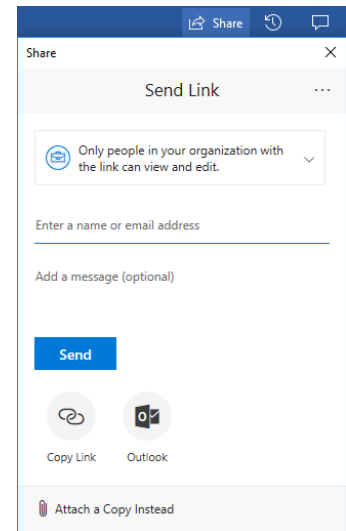 Share
Share
Send Link
Only people in your organization with
the link can view and edit.
Enter a name or email address
Add a message (optional)
Send
Copy Link
Outlook
Attach a Copy Instead